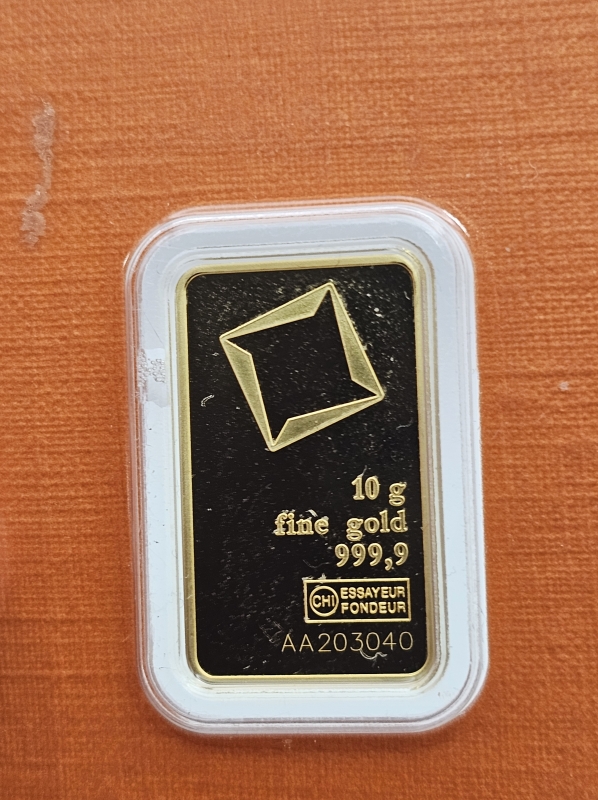 10 g
fine gold
999,9
CHI ESSAYEUR
FONDEUR
AA203040